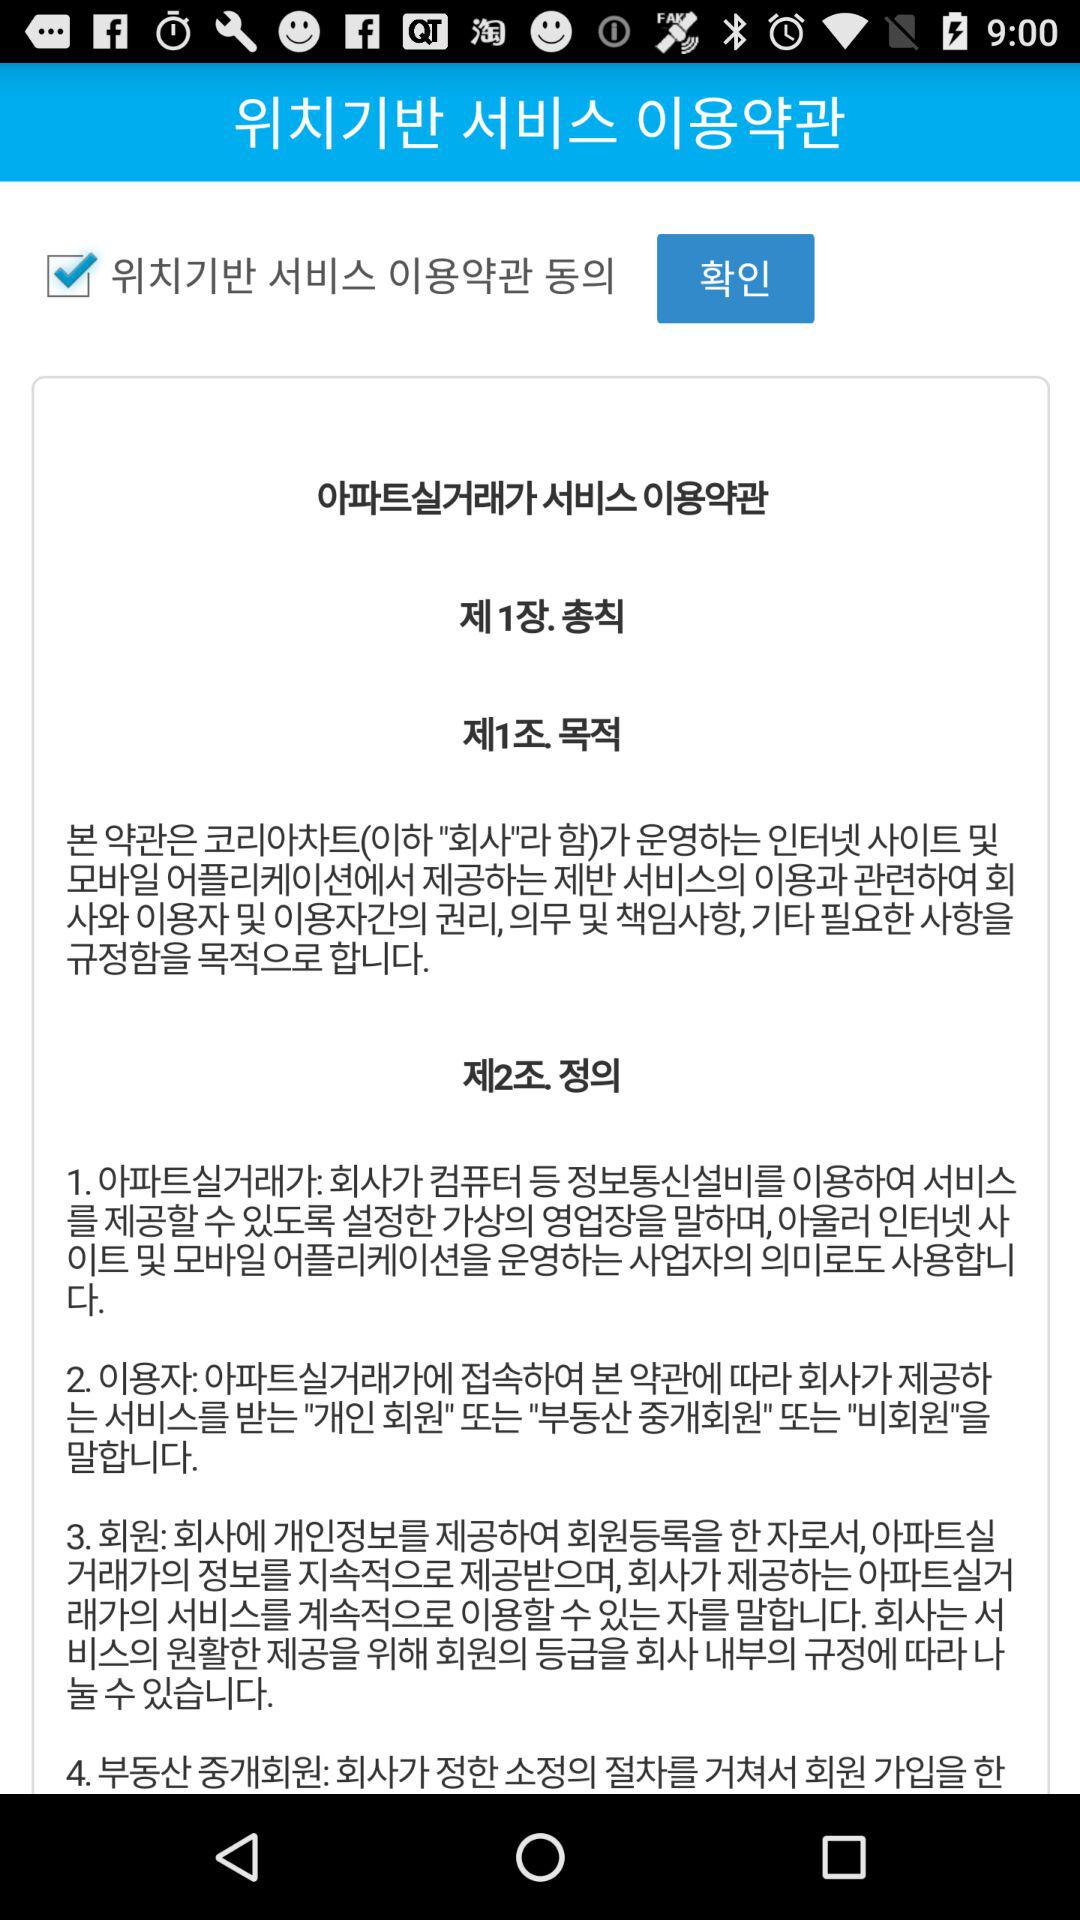 QT 淘 FAKE 9:00
위치기반 서비스 이용약관
위치기반 서비스 이용약관 동의
확인
아파트실거래가 서비스 이용약관
제 1장. 총칙
제1조. 목적
본 약관은 코리아차트(이하 "회사"라 함)가 운영하는 인터넷 사이트 및
모바일 어플리케이션에서 제공하는 제반 서비스의 이용과 관련하여 회
사와 이용자 및 이용자간의 권리, 의무 및 책임사항, 기타 필요한 사항을
규정함을 목적으로 합니다.
제2조. 정의
1. 아파트실거래가: 회사가 컴퓨터 등 정보통신설비를 이용하여 서비스
를 제공할 수 있도록 설정한 가상의 영업장을 말하며, 아울러 인터넷 사
이트 및 모바일 어플리케이션을 운영하는 사업자의 의미로도 사용합니
다.
2. 이용자: 아파트실거래가에 접속하여 본 약관에 따라 회사가 제공하
는 서비스를 받는 "개인 회원" 또는 "부동산 중개회원" 또는 "비회원"을
말합니다.
3. 회원: 회사에 개인정보를 제공하여 회원등록을 한 자로서, 아파트실
거래가의 정보를 지속적으로 제공받으며, 회사가 제공하는 아파트실거
래가의 서비스를 계속적으로 이용할 수 있는 자를 말합니다. 회사는 서
비스의 원활한 제공을 위해 회원의 등급을 회사 내부의 규정에 따라 나
눌 수 있습니다.
4. 부동산 중개회원: 회사가 정한 소정의 절차를 거쳐서 회원 가입을 한